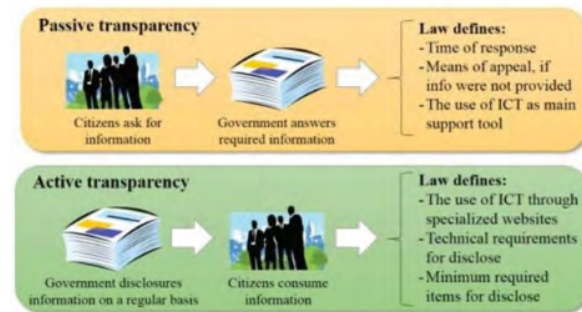 Passive transparency
Citizens ask for
information
Government answers
required information
Law defines:
-Time of response
-Means of appeal, if
info were not provided
-The use of ICT as main
support tool
Active transparency
Government disclosures
information on a regular basis
Citizens consume
information
Law defines:
-The use of ICT through
specialized websites
-Technical requirements
for disclose
-Minimum required
items for disclose